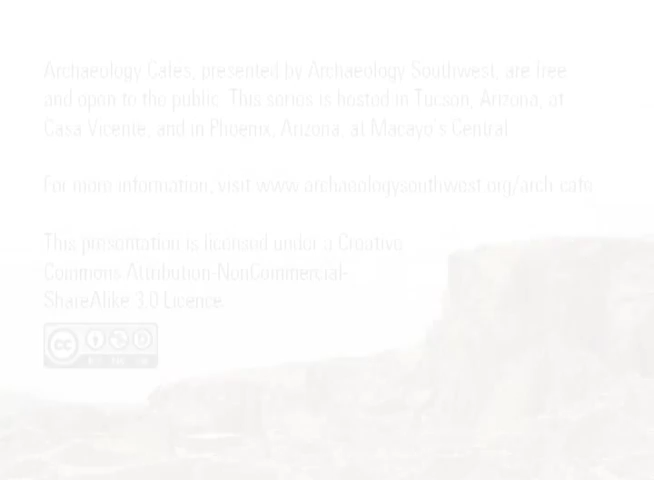 Archaeology Cafes, presented by Archaeology Southwest, are free
and open to the public. This series is hosted in Tucson, Arizona, at
Casa Vicente, and in Phoenix, Arizona, at Macayo's Central.
For more information, visit www.archaeologysouthwest.org/arch-cafe
This presentation is licensed under a Creative
Commons Attribution-NonCommercial-
ShareAlike 3.0 Licence
cc